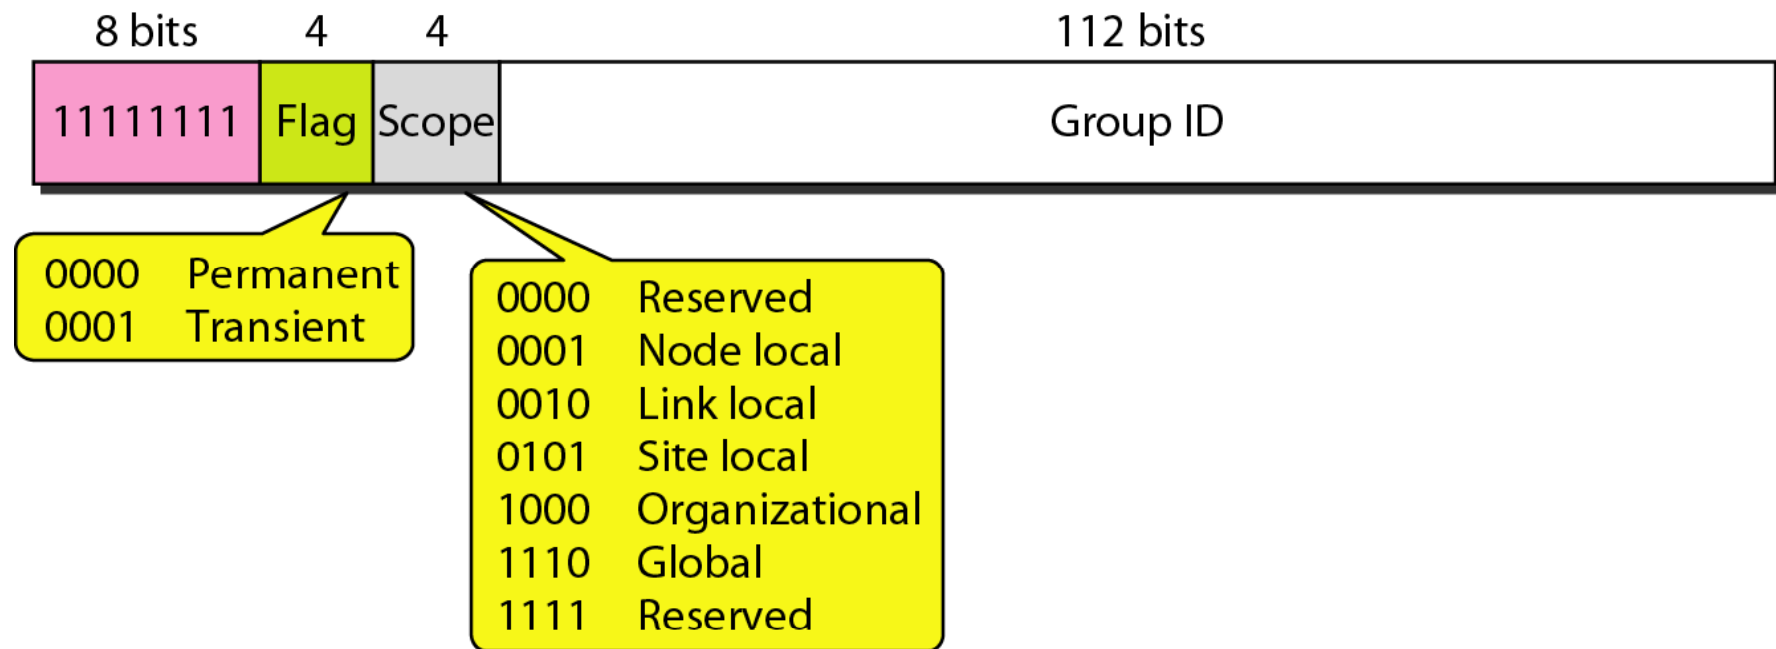 8 bits 4 4 112 bits
11111111 Flag Scope Group ID
0000 Permanent
0001 Transient
0000 Reserved
0001 Node local
0010 Link local
0101 Site local
1000 Organizational
1110 Global
1111 Reserved